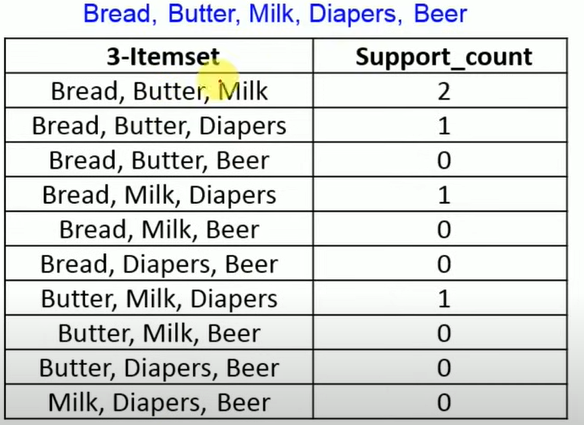 Bread, Butter, Milk, Diapers, Beer
3-Itemset Support_count
Bread, Butter, Milk 2
Bread, Butter, Diapers 1
Bread, Butter, Beer 0
Bread, Milk, Diapers 1
Bread, Milk, Beer 0
Bread, Diapers, Beer 0
Butter, Milk, Diapers 1
Butter, Milk, Beer 0
Butter, Diapers, Beer 0
Milk, Diapers, Beer 0